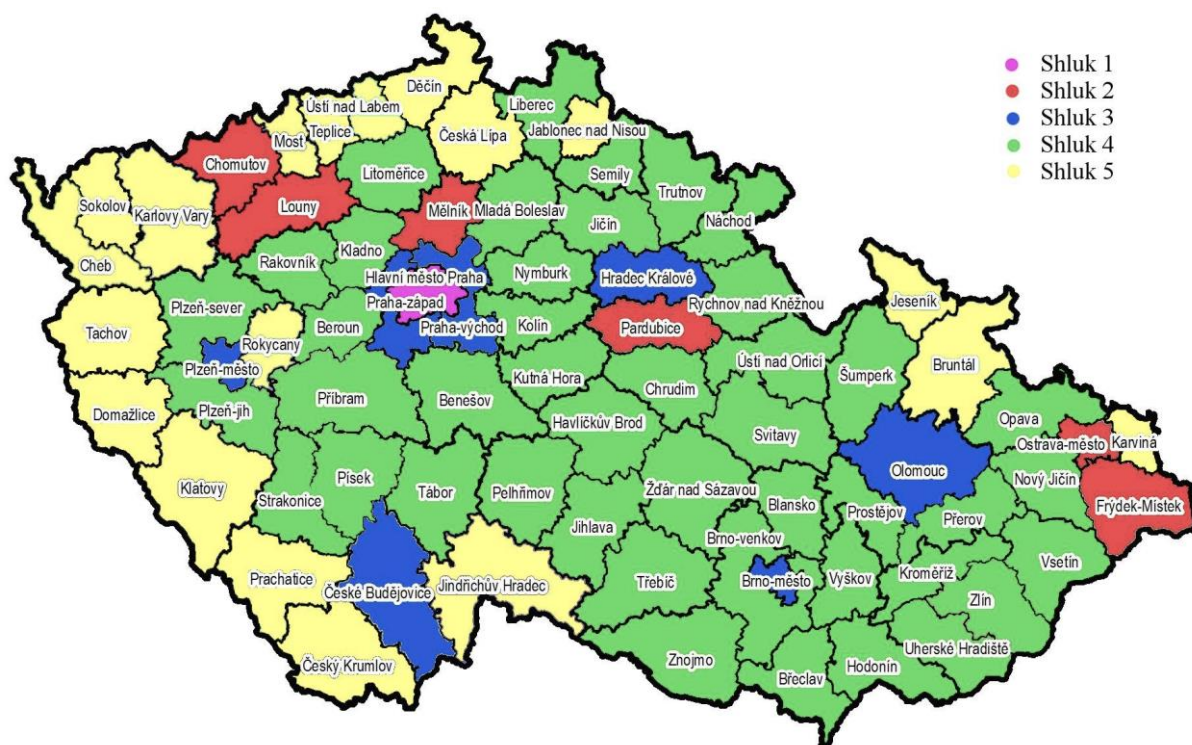 Shluk 1
Shluk 2
Shluk 3
Shluk 4
Shluk 5
Děčín
Ústí nad Labem
Liberec
Teplice
Most
Česká Lípa
Jablonec nad Nisou
Chomutov
Litoměřice
Semily
Trutnov
Sokolov
Karlovy Vary
Louny
Mělník
Mladá Boleslav
Jičín
Náchod
Cheb
Rakovník
Kladno
Hlavní město Praha
Nymburk
Hradec Králové
Praha-západ
Rychnov nad Kněžnou
Jeseník
Plzeň-sever
Tachov
Rokycany
Beroun
Praha-východ
Kolín
Pardubice
Plzeň-město
Ústí nad Orlicí
Bruntál
Šumperk
Kutná Hora
Chrudim
Domažlice
Plzeň-jih
Příbram
Benešov
Opava
Havlíčkův Brod
Svitavy
Ostrava-město
Karviná
Olomouc
Klatovy
Strakonice
Písek
Tábor
Pelhřimov
Žďár nad Sázavou
Blansko
Nový Jičín
Frýdek-Místek
Prostějov
Přerov
Jihlava
Brno-venkov
Vsetín
Prachatice
České Budějovice
Jindřichův Hradec
Třebíč
Brno-město
Vyškov
Kroměříž
Zlín
Český Krumlov
Znojmo
Uherské Hradiště
Břeclav
Hodonín